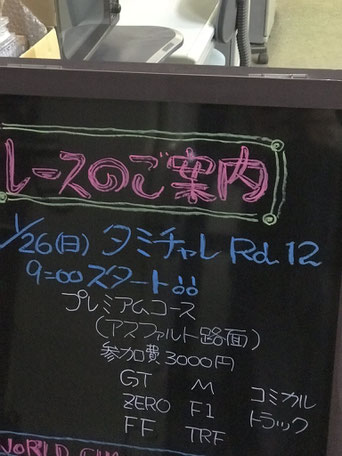 レースのご案内
1/26(日) タミチャレ Rd.12
9:00スタート!!
プレミアムコース
(アスファルト路面)
参加費3000円
GT M コミカル
ZERO F1 トラック
FF TRF
WORLD